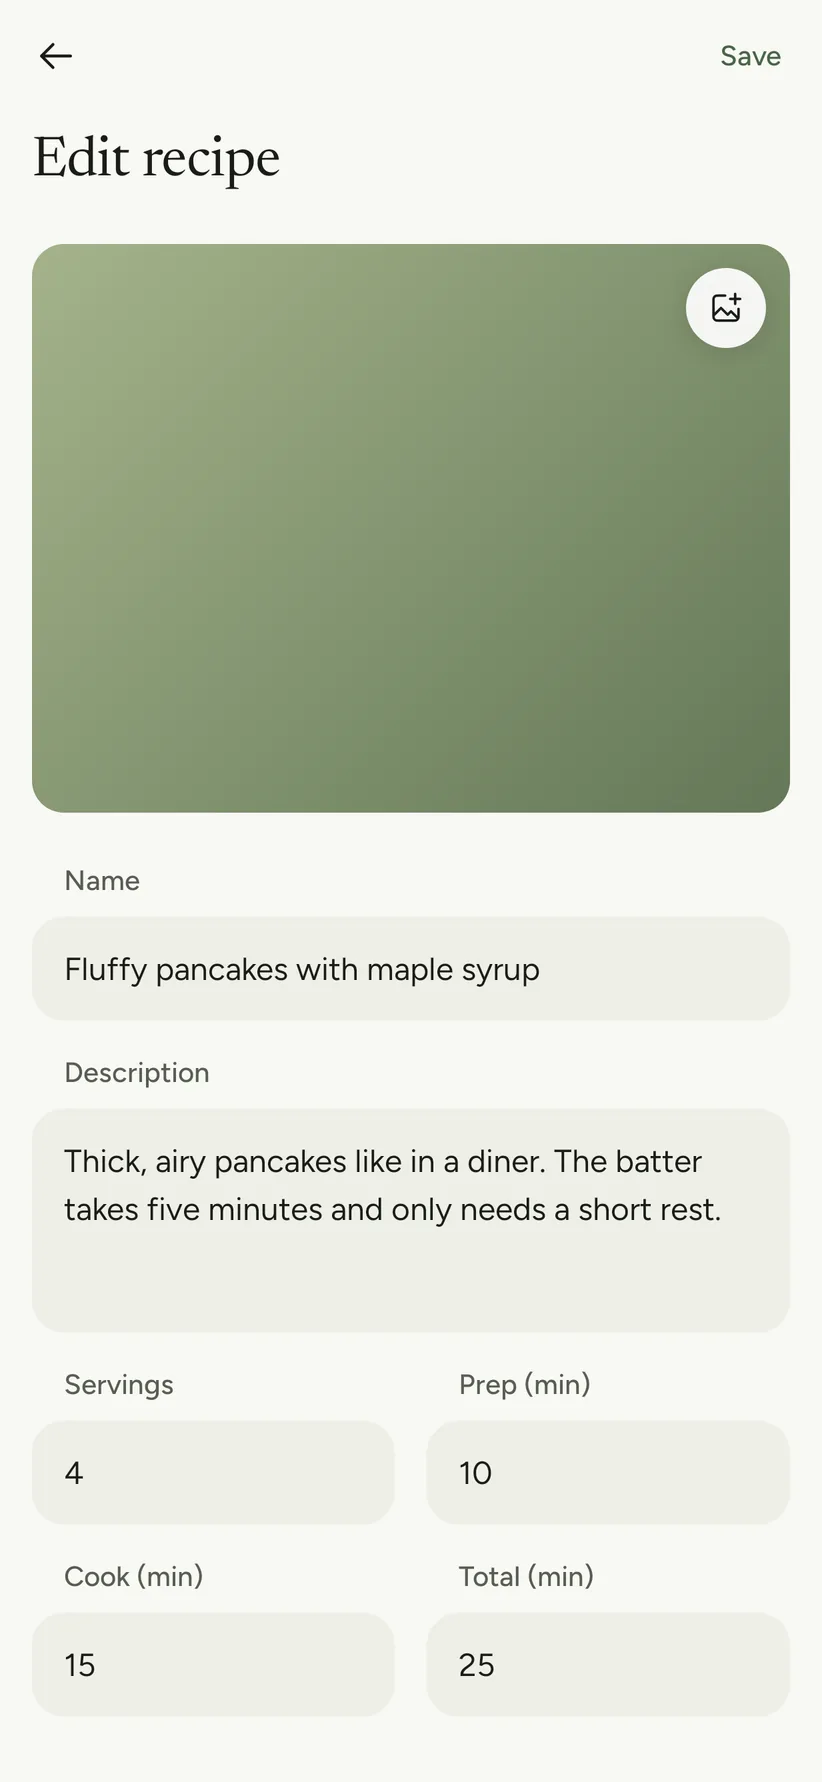 Save
Edit recipe
Name
Fluffy pancakes with maple syrup
Description
Thick, airy pancakes like in a diner. The batter
takes five minutes and only needs a short rest.
Servings
Prep (min)
4
10
Cook (min)
Total (min)
15
25